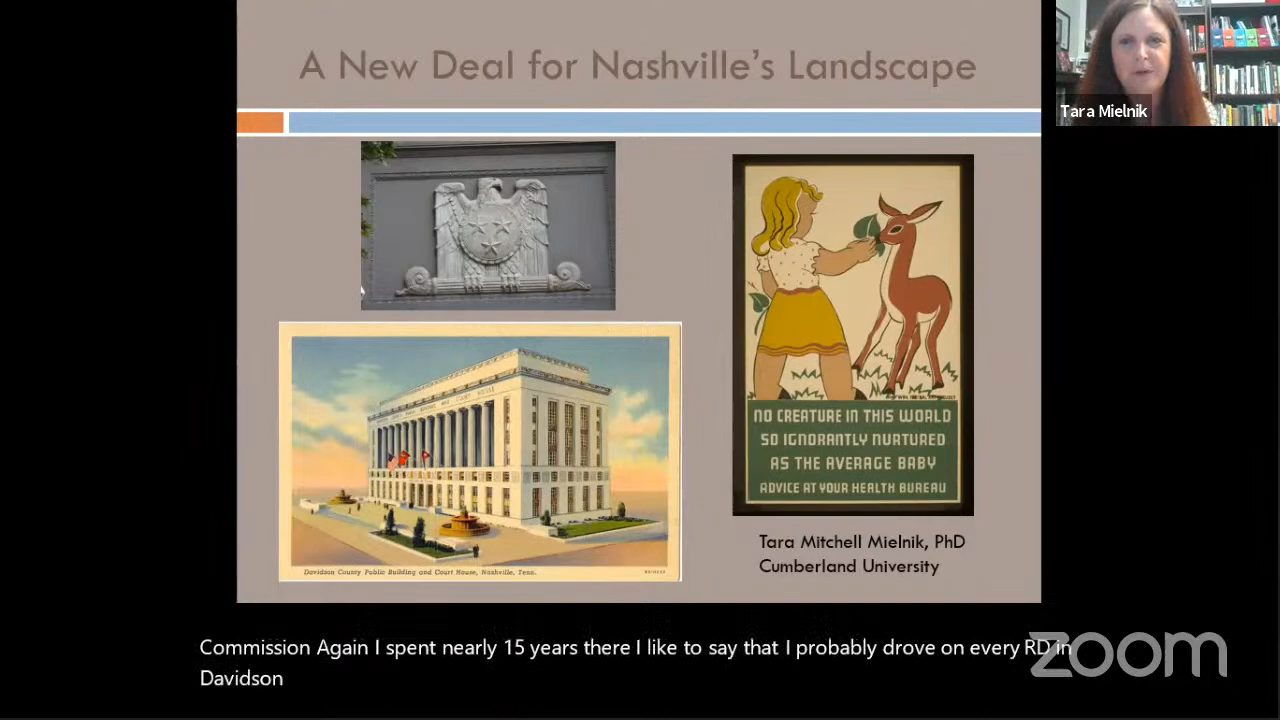 A New Deal for Nashville's Landscape
Tara Mielnik
NO CREATURE IN THIS WORLD
SO IGNORANTLY NURTURED
AS THE AVERAGE BABY
ADVICE AT YOUR HEALTH BUREAU
Davidson County Public Building and Court House, Nashville, Tenn.
Tara Mitchell Mielnik, PhD
Cumberland University
Commission Again I spent nearly 15 years there I like to say that I probably drove on every RD in
Davidson
zoom